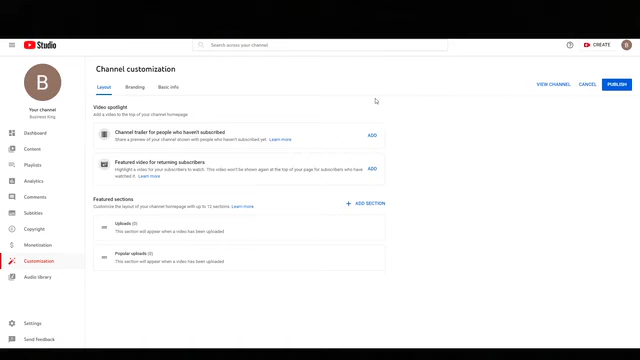 Studio
Search across your channel
CREATE
B
B
Your channel
Business King
Dashboard
Content
Playlists
Analytics
Comments
Subtitles
Copyright
Monetization
Customization
Audio library
Settings
Send feedback
Channel customization
Layout
Branding
Basic info
VIEW CHANNEL
CANCEL
PUBLISH
Video spotlight
Add a video to the top of your channel homepage
Channel trailer for people who haven't subscribed
Share a preview of your channel shown with people who haven't subscribed yet. Learn more
ADD
Featured video for returning subscribers
Highlight a video for your subscribers to watch. This video won't be shown again at the top of your page for subscribers who have
watched it. Learn more
ADD
Featured sections
Customize the layout of your channel homepage with up to 12 sections. Learn more
ADD SECTION
Uploads (0)
This section will appear when a video has been uploaded
Popular uploads (0)
This section will appear when a video has been uploaded